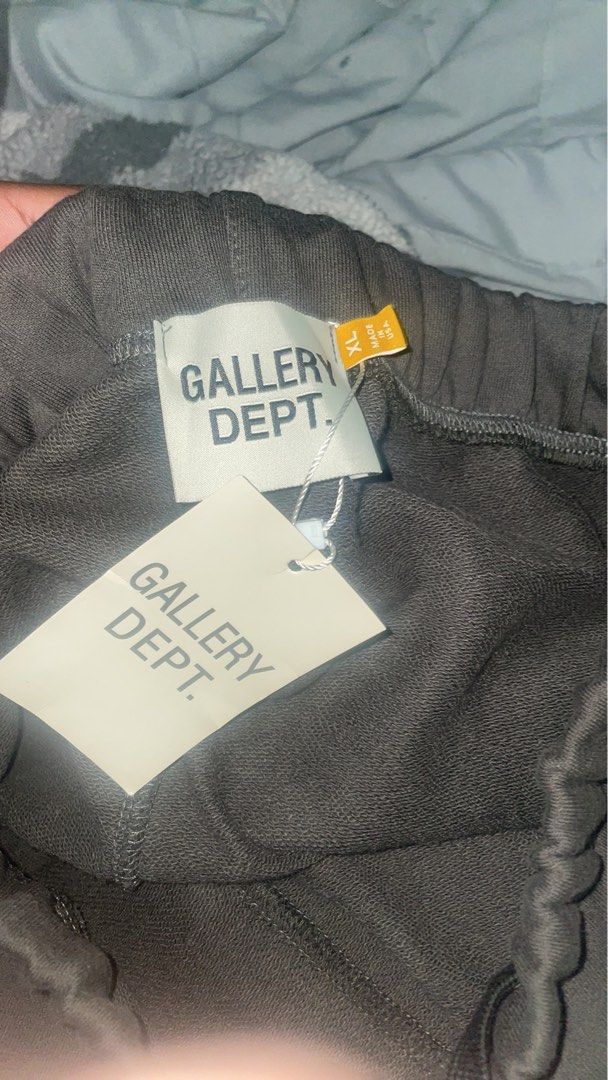 GALLERY
DEPT.
XL
MADE
IN
USA
GALLERY
DEPT.